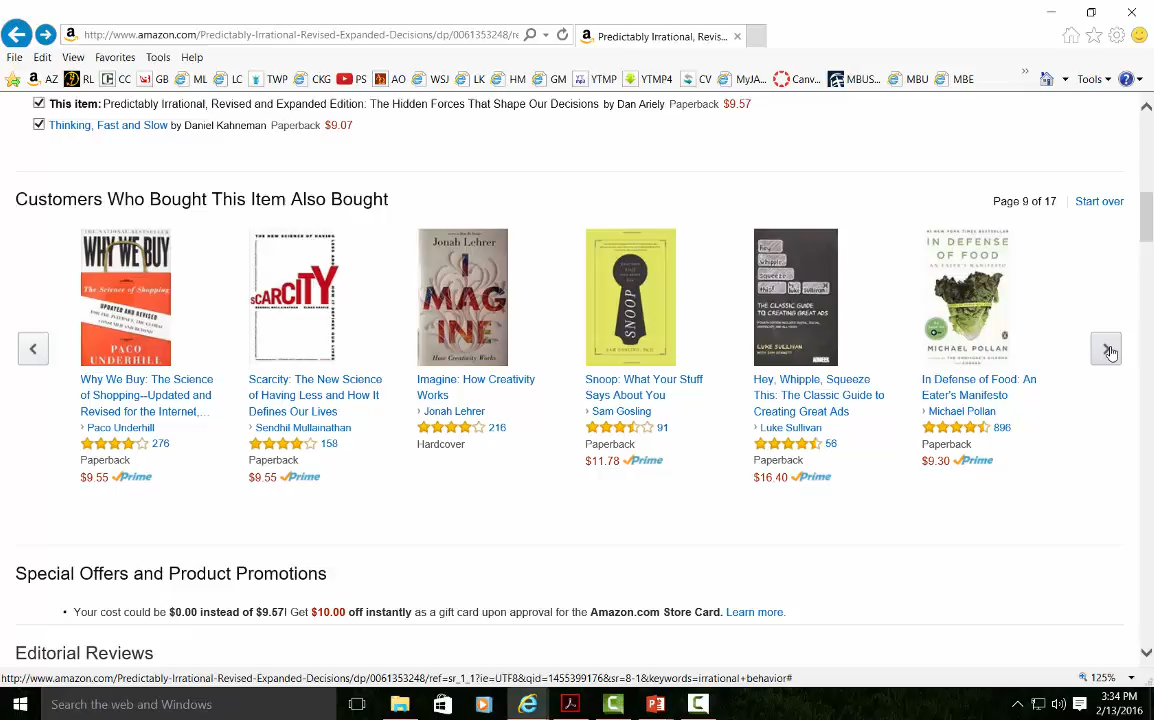 http://www.amazon.com/Predictably-Irrational-Revised-Expanded-Decisions/dp/0061353248/re
Predictably Irrational, Revis...
File Edit View Favorites Tools Help
AZ RL CC GB ML LC TWP CKG PS AO WSJ LK HM GM YTMP YTMP4 CV MyJA... Canv... MBUS... MBU MBE Tools
This item: Predictably Irrational, Revised and Expanded Edition: The Hidden Forces That Shape Our Decisions by Dan Ariely Paperback $9.57
Thinking, Fast and Slow by Daniel Kahneman Paperback $9.07
Customers Who Bought This Item Also Bought
Page 9 of 17 Start over
WHY WE BUY
The Science of Shopping
UPDATED AND REVISED
PACO
UNDERHILL
SCARCITY
Jonah Lehrer
IMAGINE
How Creativity Works
SNOOP
hey,
whipple,
squeeze
this!
THE CLASSIC GUIDE
TO CREATING GREAT ADS
LUKE SULLIVAN
IN DEFENSE
OF FOOD
AN EATER'S MANIFESTO
MICHAEL POLLAN
Why We Buy: The Science
of Shopping--Updated and
Revised for the Internet,...
› Paco Underhill
276
Paperback
$9.55 Prime
Scarcity: The New Science
of Having Less and How It
Defines Our Lives
› Sendhil Mullainathan
158
Paperback
$9.55 Prime
Imagine: How Creativity
Works
› Jonah Lehrer
216
Hardcover
Snoop: What Your Stuff
Says About You
› Sam Gosling
91
Paperback
$11.78 Prime
Hey, Whipple, Squeeze
This: The Classic Guide to
Creating Great Ads
› Luke Sullivan
56
Paperback
$16.40 Prime
In Defense of Food: An
Eater's Manifesto
› Michael Pollan
896
Paperback
$9.30 Prime
Special Offers and Product Promotions
• Your cost could be $0.00 instead of $9.57! Get $10.00 off instantly as a gift card upon approval for the Amazon.com Store Card. Learn more.
Editorial Reviews
http://www.amazon.com/Predictably-Irrational-Revised-Expanded-Decisions/dp/0061353248/ref=sr_1_1?ie=UTF8&qid=1455399176&sr=8-1&keywords=irrational+behavior#
125%
Search the web and Windows
3:34 PM
2/13/2016